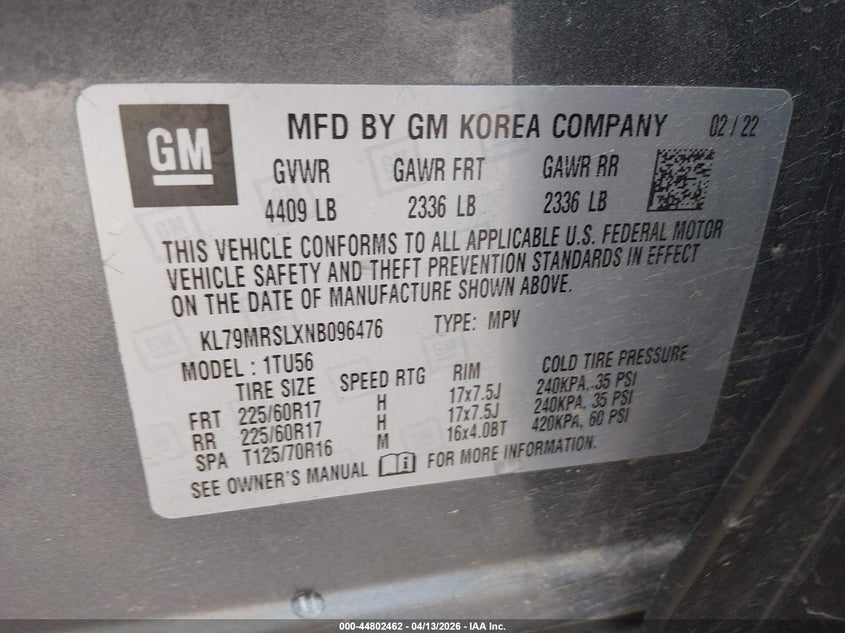 GM
MFD BY GM KOREA COMPANY 02 / 22
GVWR GAWR FRT GAWR RR
4409 LB 2336 LB 2336 LB
THIS VEHICLE CONFORMS TO ALL APPLICABLE U.S. FEDERAL MOTOR
VEHICLE SAFETY AND THEFT PREVENTION STANDARDS IN EFFECT
ON THE DATE OF MANUFACTURE SHOWN ABOVE.
KL79MRSLXNB096476 TYPE: MPV
MODEL : 1TU56
TIRE SIZE SPEED RTG RIM COLD TIRE PRESSURE
FRT 225/60R17 H 17x7.5J 240KPA, 35 PSI
RR 225/60R17 H 17x7.5J 240KPA, 35 PSI
SPA T125/70R16 M 16x4.0BT 420KPA, 60 PSI
SEE OWNER'S MANUAL FOR MORE INFORMATION.
000-44802462 - 04/13/2026 - IAA Inc.